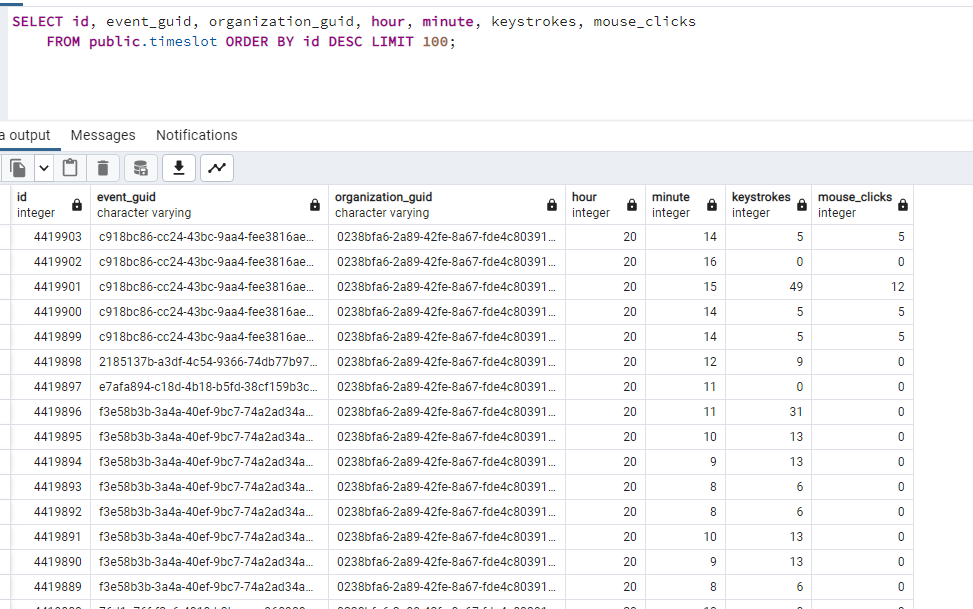 SELECT id, event_guid, organization_guid, hour, minute, keystrokes, mouse_clicks
FROM public.timeslot ORDER BY id DESC LIMIT 100;
a output Messages Notifications
id event_guid organization_guid hour minute keystrokes mouse_clicks
integer character varying character varying integer integer integer integer
4419903 c918bc86-cc24-43bc-9aa4-fee3816ae... 0238bfa6-2a89-42fe-8a67-fde4c80391... 20 14 5 5
4419902 c918bc86-cc24-43bc-9aa4-fee3816ae... 0238bfa6-2a89-42fe-8a67-fde4c80391... 20 16 0 0
4419901 c918bc86-cc24-43bc-9aa4-fee3816ae... 0238bfa6-2a89-42fe-8a67-fde4c80391... 20 15 49 12
4419900 c918bc86-cc24-43bc-9aa4-fee3816ae... 0238bfa6-2a89-42fe-8a67-fde4c80391... 20 14 5 5
4419899 c918bc86-cc24-43bc-9aa4-fee3816ae... 0238bfa6-2a89-42fe-8a67-fde4c80391... 20 14 5 5
4419898 2185137b-a3df-4c54-9366-74db77b97... 0238bfa6-2a89-42fe-8a67-fde4c80391... 20 12 9 0
4419897 e7afa894-c18d-4b18-b5fd-38cf159b3c... 0238bfa6-2a89-42fe-8a67-fde4c80391... 20 11 0 0
4419896 f3e58b3b-3a4a-40ef-9bc7-74a2ad34a... 0238bfa6-2a89-42fe-8a67-fde4c80391... 20 11 31 0
4419895 f3e58b3b-3a4a-40ef-9bc7-74a2ad34a... 0238bfa6-2a89-42fe-8a67-fde4c80391... 20 10 13 0
4419894 f3e58b3b-3a4a-40ef-9bc7-74a2ad34a... 0238bfa6-2a89-42fe-8a67-fde4c80391... 20 9 13 0
4419893 f3e58b3b-3a4a-40ef-9bc7-74a2ad34a... 0238bfa6-2a89-42fe-8a67-fde4c80391... 20 8 6 0
4419892 f3e58b3b-3a4a-40ef-9bc7-74a2ad34a... 0238bfa6-2a89-42fe-8a67-fde4c80391... 20 8 6 0
4419891 f3e58b3b-3a4a-40ef-9bc7-74a2ad34a... 0238bfa6-2a89-42fe-8a67-fde4c80391... 20 10 13 0
4419890 f3e58b3b-3a4a-40ef-9bc7-74a2ad34a... 0238bfa6-2a89-42fe-8a67-fde4c80391... 20 9 13 0
4419889 f3e58b3b-3a4a-40ef-9bc7-74a2ad34a... 0238bfa6-2a89-42fe-8a67-fde4c80391... 20 8 6 0